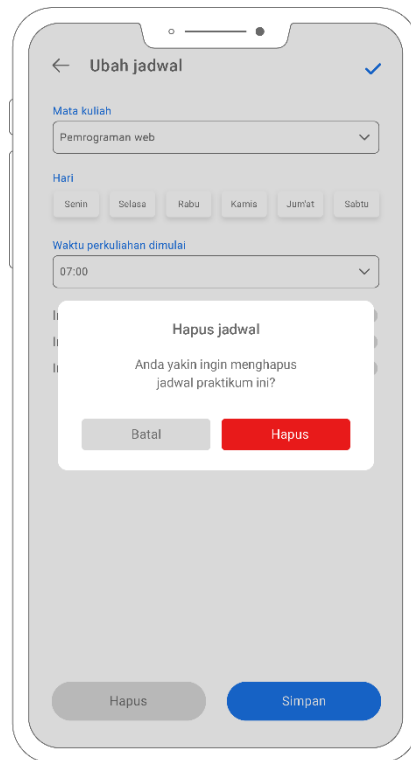 Ubah jadwal
Mata kuliah
Pemrograman web
Hari
Senin Selasa Rabu Kamis Jum'at Sabtu
Waktu perkuliahan dimulai
07:00
Hapus jadwal
Anda yakin ingin menghapus
jadwal praktikum ini?
Batal Hapus
Hapus Simpan